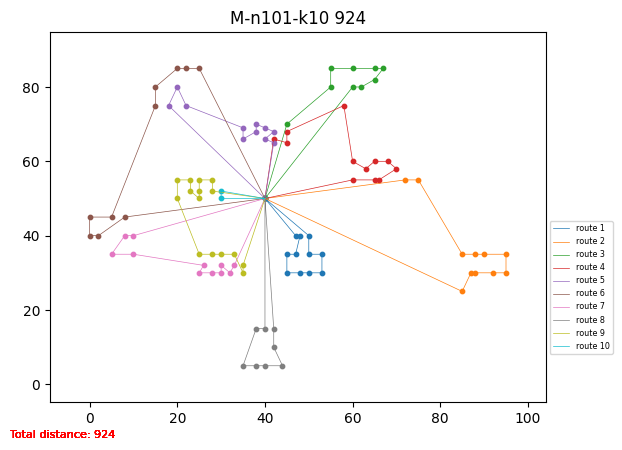 M-n101-k10 924
80
60
40
20
0
0
20
40
60
80
100
route 1
route 2
route 3
route 4
route 5
route 6
route 7
route 8
route 9
route 10
Total distance: 924